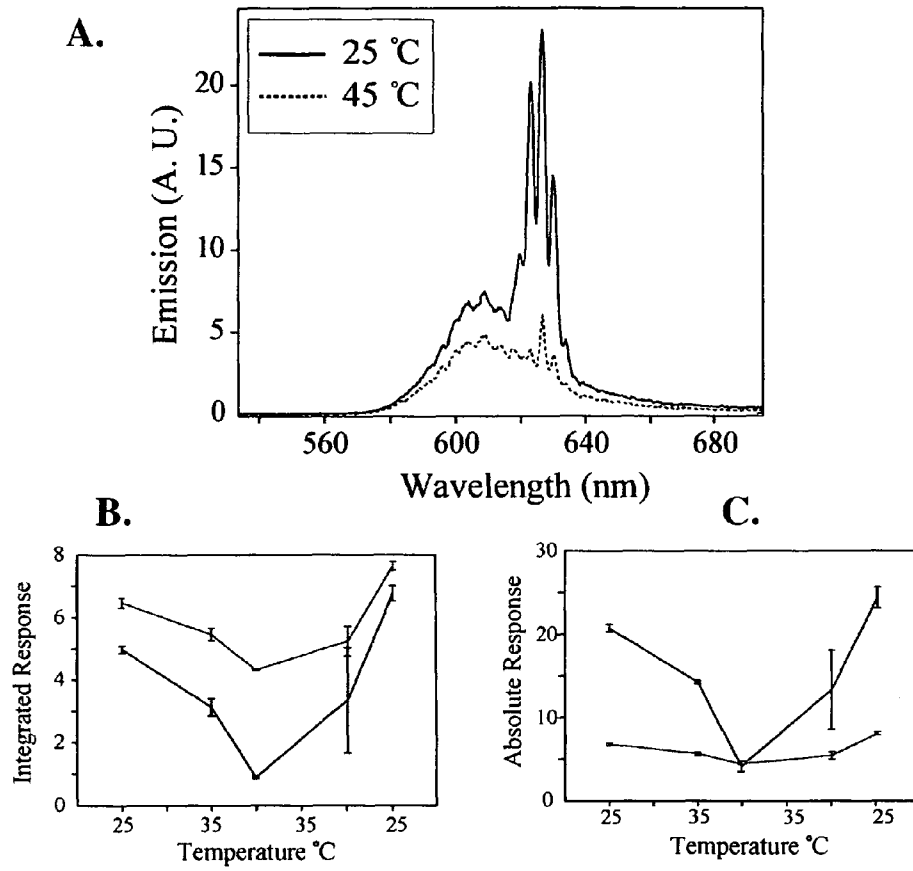 A.
25 °C
45 °C
20
15
10
5
0
Emission (A. U.)
560 600 640 680
Wavelength (nm)
B.
8
6
4
2
0
Integrated Response
25 35 35 25
Temperature °C
C.
30
20
10
0
Absolute Response
25 35 35 25
Temperature °C